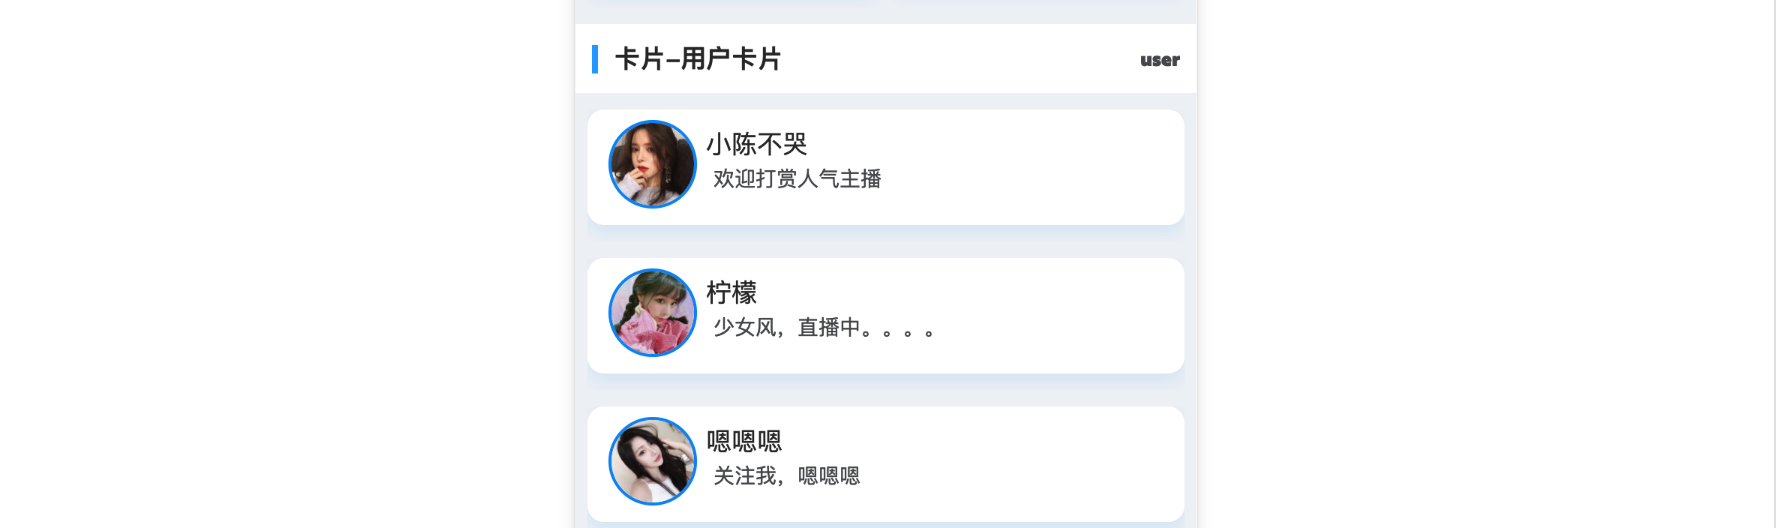 卡片-用户卡片
user
小陈不哭
欢迎打赏人气主播
柠檬
少女风，直播中。。。。
嗯嗯嗯
关注我，嗯嗯嗯